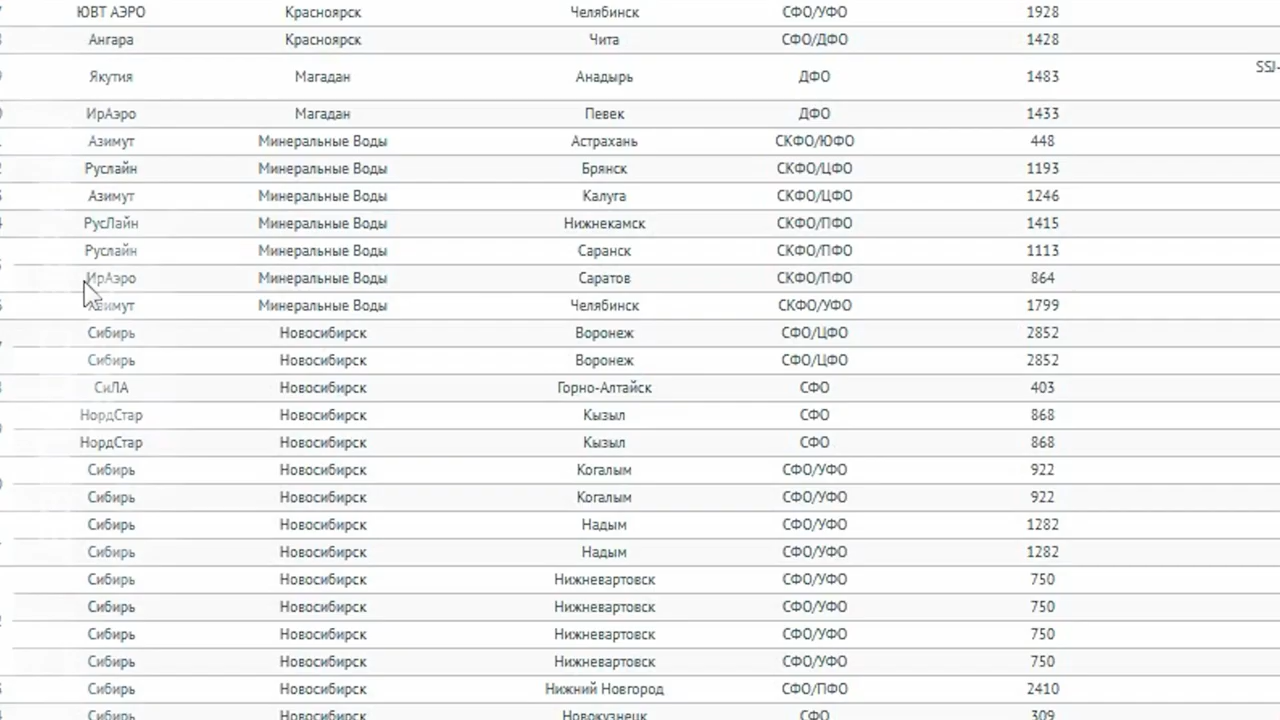 ЮВТ АЭРО Красноярск Челябинск СФО/УФО 1928
Ангара Красноярск Чита СФО/ДФО 1428
Якутия Магадан Анадырь ДФО 1483 SSJ-
ИрАэро Магадан Певек ДФО 1433
Азимут Минеральные Воды Астрахань СКФО/ЮФО 448
Руслайн Минеральные Воды Брянск СКФО/ЦФО 1193
Азимут Минеральные Воды Калуга СКФО/ЦФО 1246
РусЛайн Минеральные Воды Нижнекамск СКФО/ПФО 1415
Руслайн Минеральные Воды Саранск СКФО/ПФО 1113
ИрАэро Минеральные Воды Саратов СКФО/ПФО 864
Азимут Минеральные Воды Челябинск СКФО/УФО 1799
Сибирь Новосибирск Воронеж СФО/ЦФО 2852
Сибирь Новосибирск Воронеж СФО/ЦФО 2852
СиЛА Новосибирск Горно-Алтайск СФО 403
НордСтар Новосибирск Кызыл СФО 868
НордСтар Новосибирск Кызыл СФО 868
Сибирь Новосибирск Когалым СФО/УФО 922
Сибирь Новосибирск Когалым СФО/УФО 922
Сибирь Новосибирск Надым СФО/УФО 1282
Сибирь Новосибирск Надым СФО/УФО 1282
Сибирь Новосибирск Нижневартовск СФО/УФО 750
Сибирь Новосибирск Нижневартовск СФО/УФО 750
Сибирь Новосибирск Нижневартовск СФО/УФО 750
Сибирь Новосибирск Нижневартовск СФО/УФО 750
Сибирь Новосибирск Нижний Новгород СФО/ПФО 2410
Сибирь Новосибирск Новокузнецк СФО 309